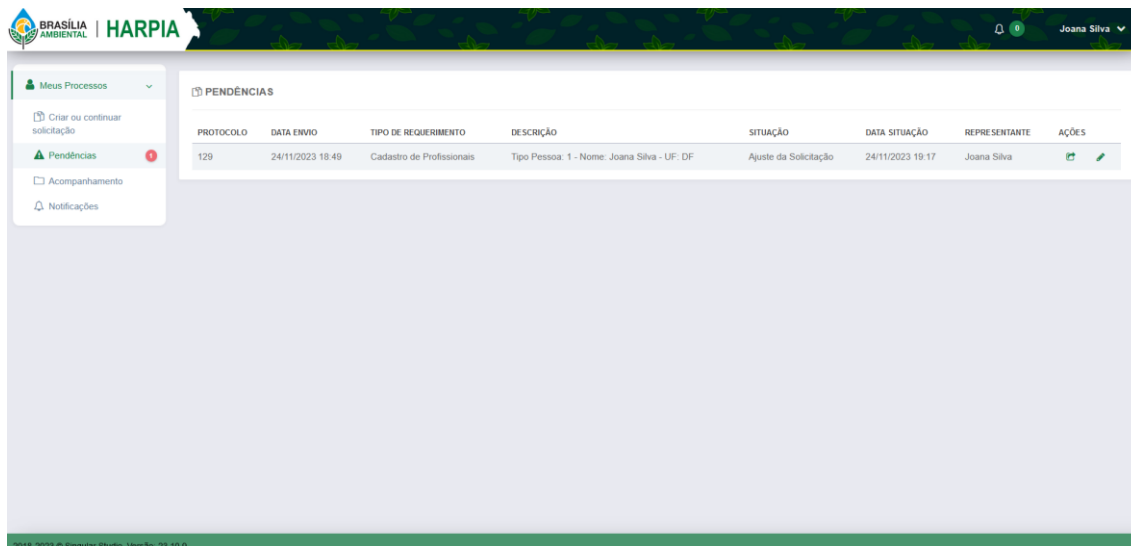 BRASÍLIA
AMBIENTAL | HARPIA
0
Joana Silva
Meus Processos
Criar ou continuar
solicitação
Pendências 1
Acompanhamento
Notificações
PENDÊNCIAS
PROTOCOLO DATA ENVIO TIPO DE REQUERIMENTO DESCRIÇÃO SITUAÇÃO DATA SITUAÇÃO REPRESENTANTE AÇÕES
129 24/11/2023 18:49 Cadastro de Profissionais Tipo Pessoa: 1 - Nome: Joana Silva - UF: DF Ajuste da Solicitação 24/11/2023 19:17 Joana Silva